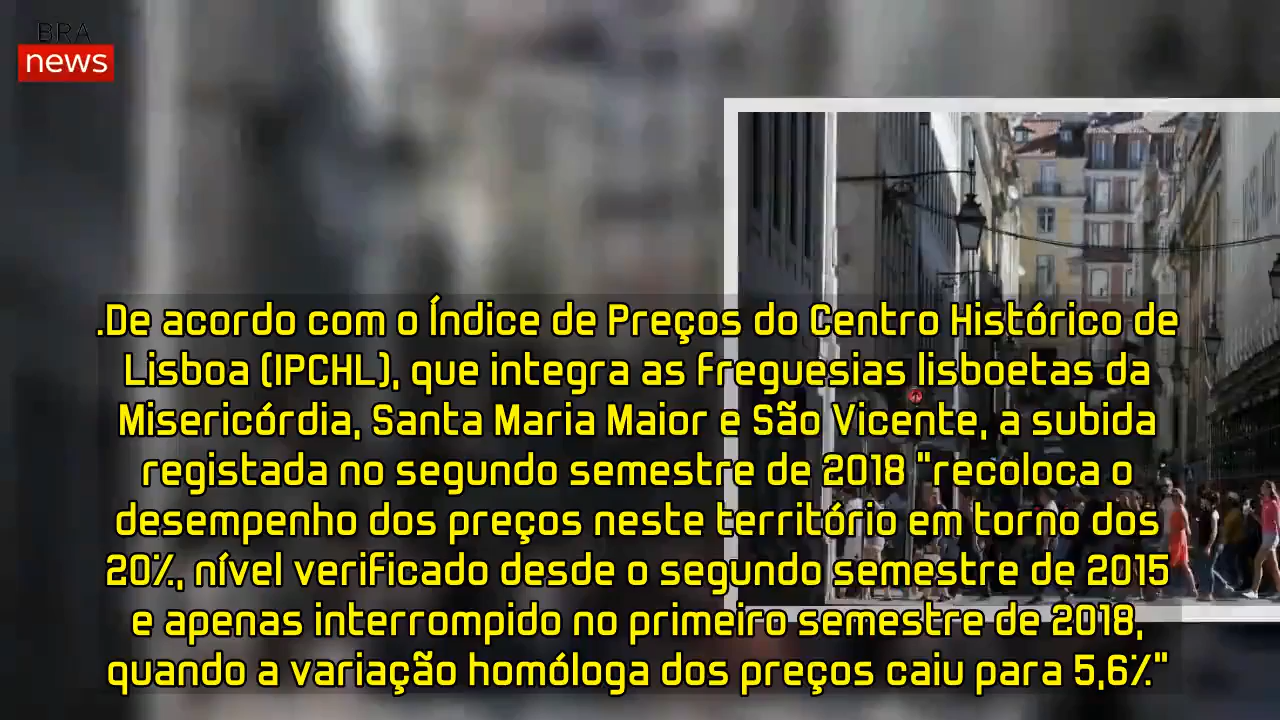 BRA
news
.De acordo com o Índice de Preços do Centro Histórico de
Lisboa (IPCHL), que integra as freguesias lisboetas da
Misericórdia, Santa Maria Maior e São Vicente, a subida
registada no segundo semestre de 2018 "recoloca o
desempenho dos preços neste território em torno dos
20%, nível verificado desde o segundo semestre de 2015
e apenas interrompido no primeiro semestre de 2018,
quando a variação homóloga dos preços caiu para 5,6%"